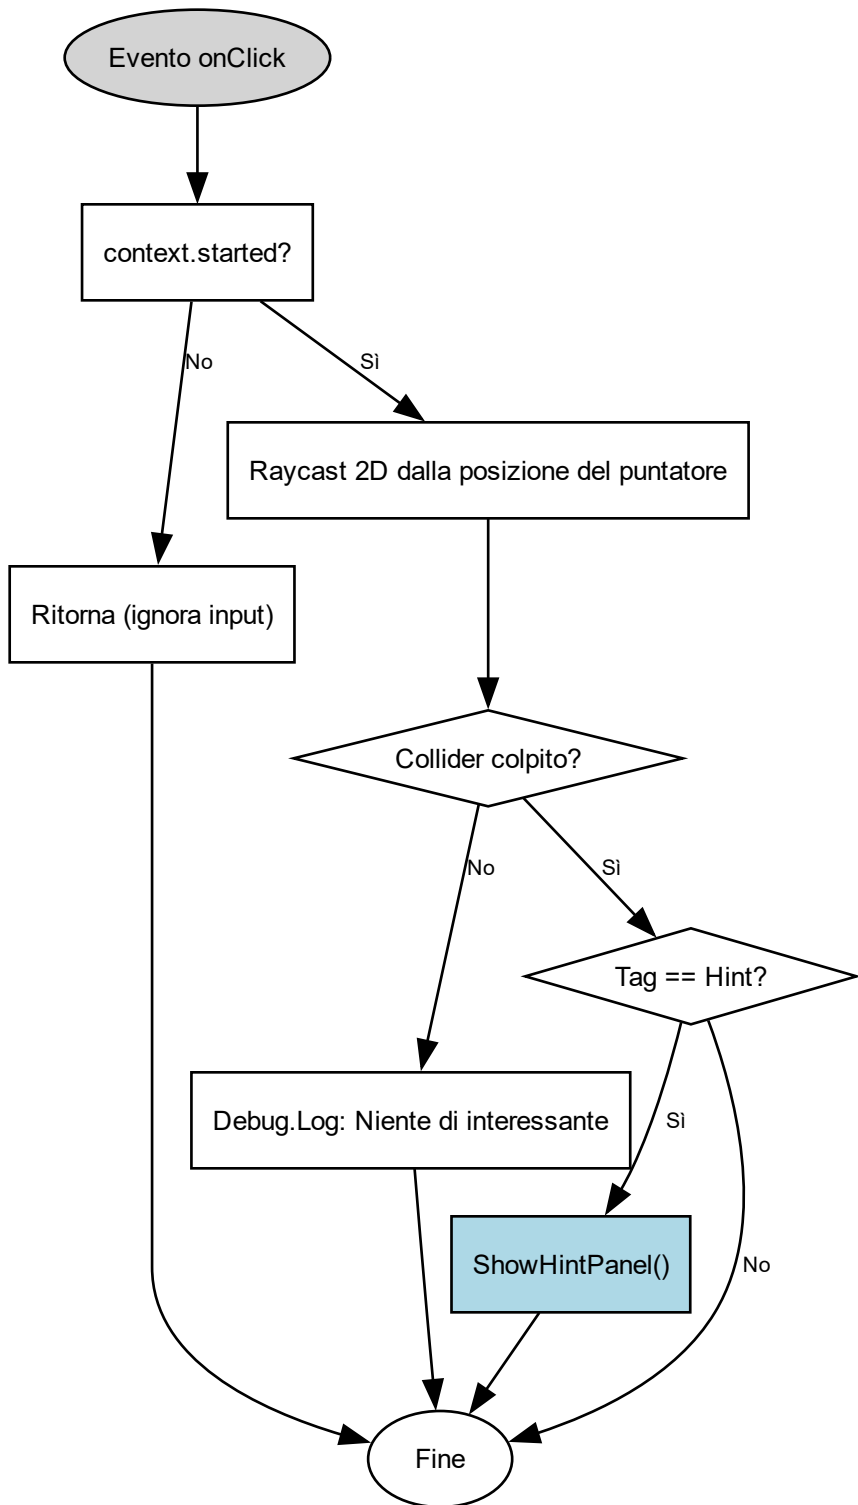 Evento onClick
context.started?
No
Sì
Raycast 2D dalla posizione del puntatore
Ritorna (ignora input)
Collider colpito?
No
Sì
Tag == Hint?
Debug.Log: Niente di interessante
Sì
ShowHintPanel()
No
Fine